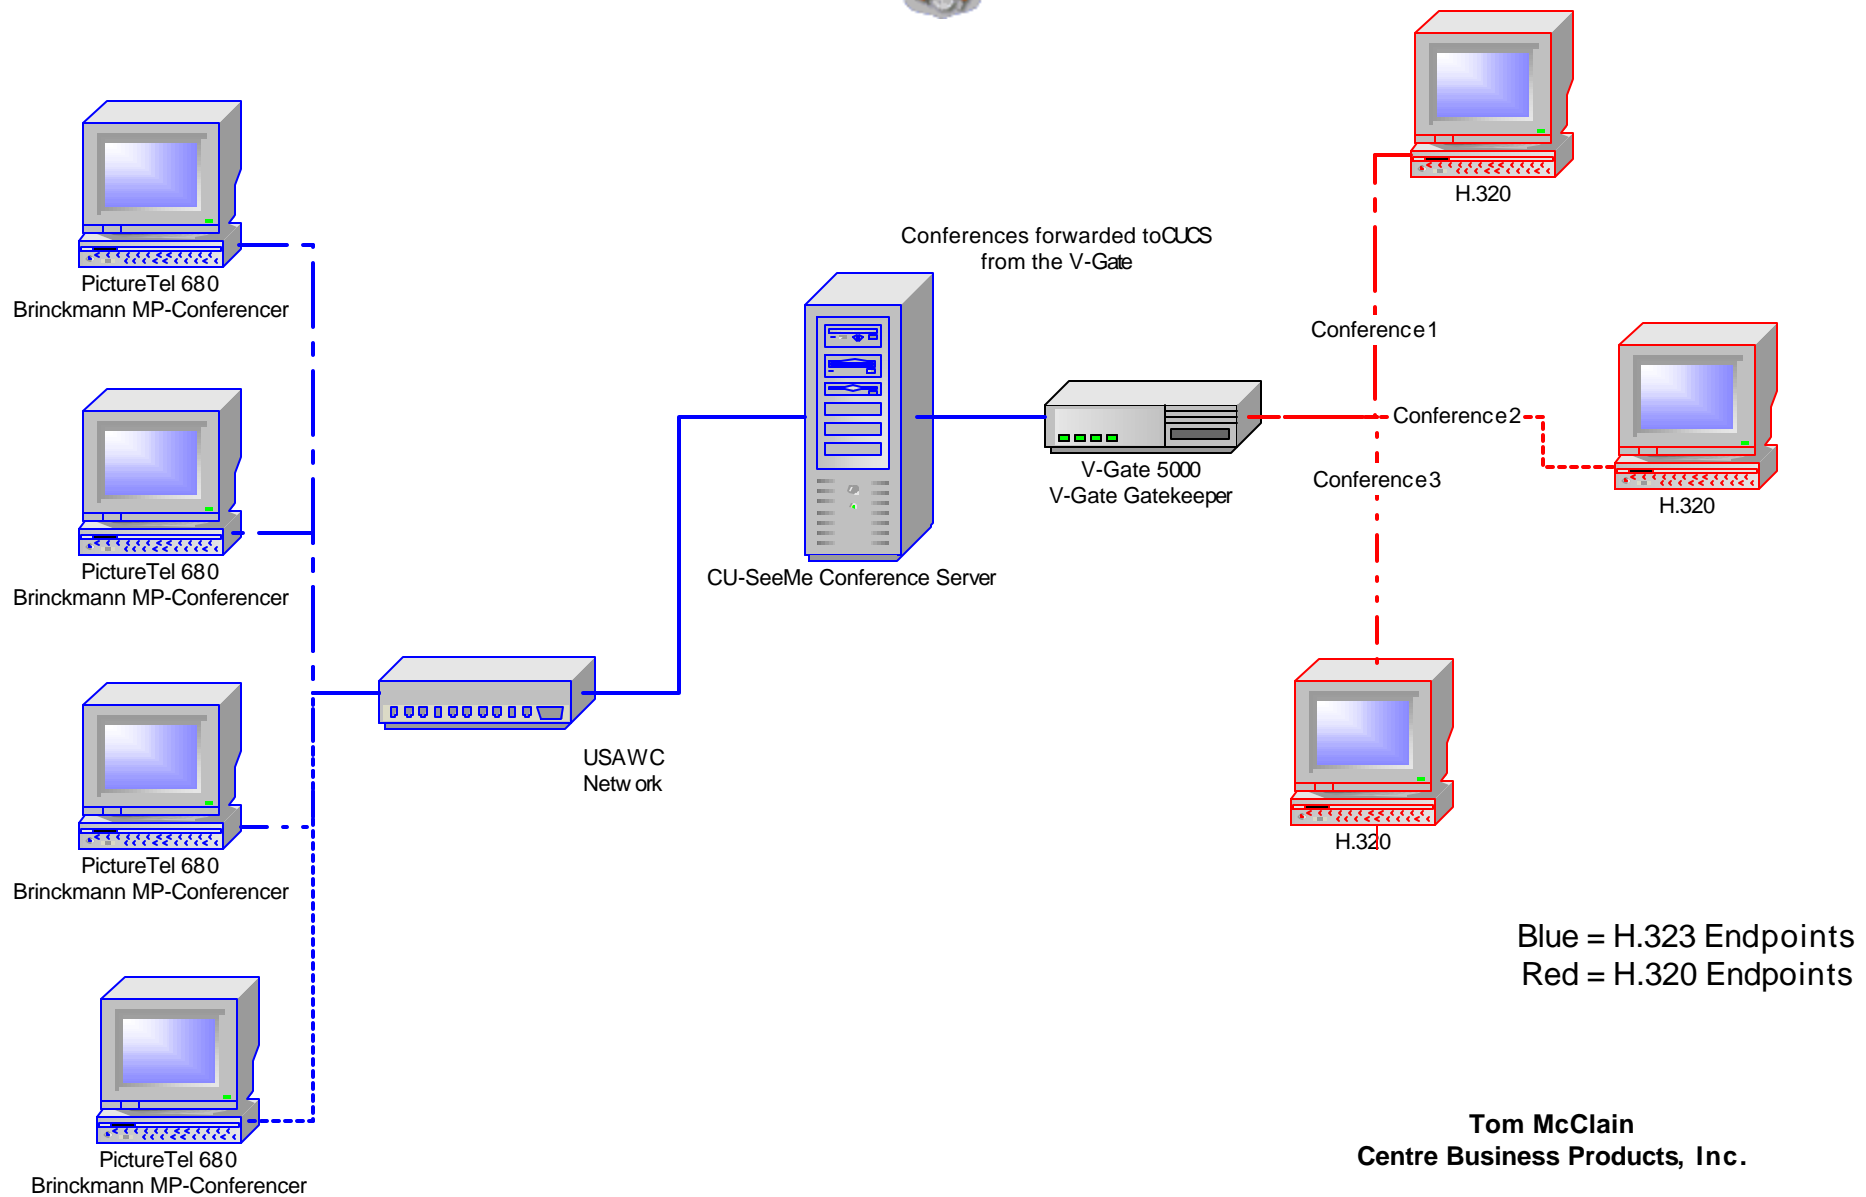 H.320
Conferences forwarded to CUCS
from the V-Gate
PictureTel 680
Brinckmann MP-Conferencer
Conference 1
Conference 2
V-Gate 5000
V-Gate Gatekeeper
Conference 3
H.320
PictureTel 680
Brinckmann MP-Conferencer
CU-SeeMe Conference Server
USAWC
Network
H.320
PictureTel 680
Brinckmann MP-Conferencer
Blue = H.323 Endpoints
Red = H.320 Endpoints
Tom McClain
Centre Business Products, Inc.
PictureTel 680
Brinckmann MP-Conferencer